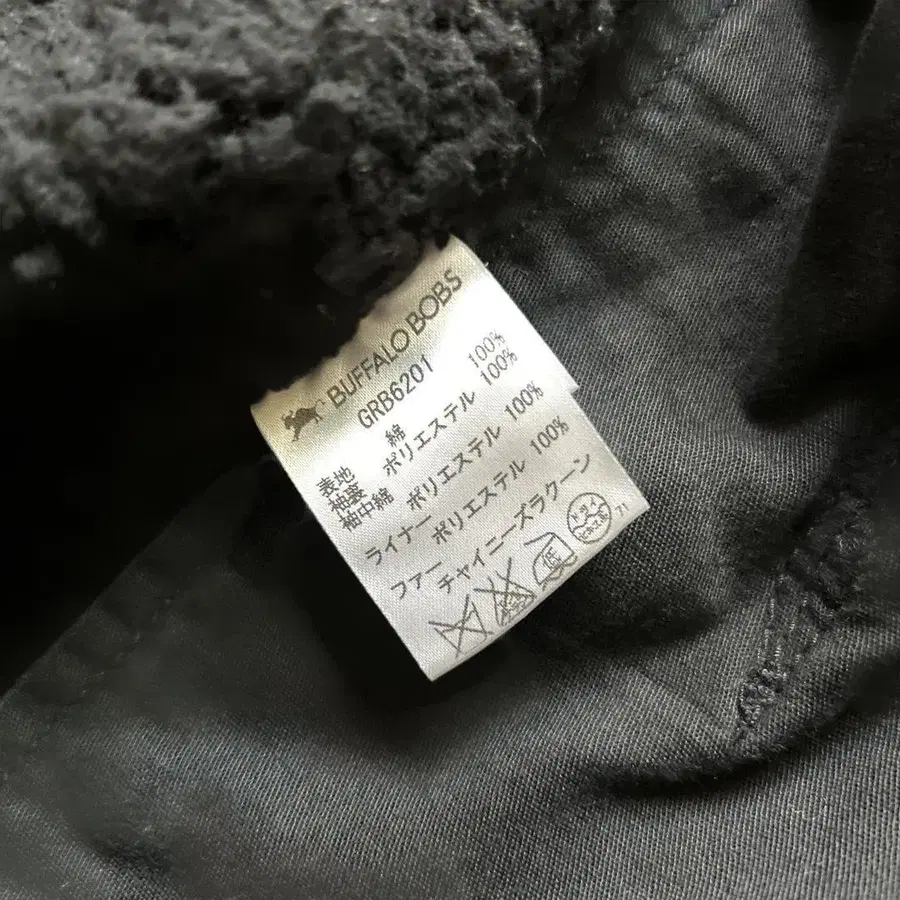 BUFFALO BOBS
GRB6201
表地 綿 100%
袖裏 ポリエステル 100%
袖中綿 ポリエステル 100%
ライナー ポリエステル 100%
ファー チャイニーズラクーン
低
71